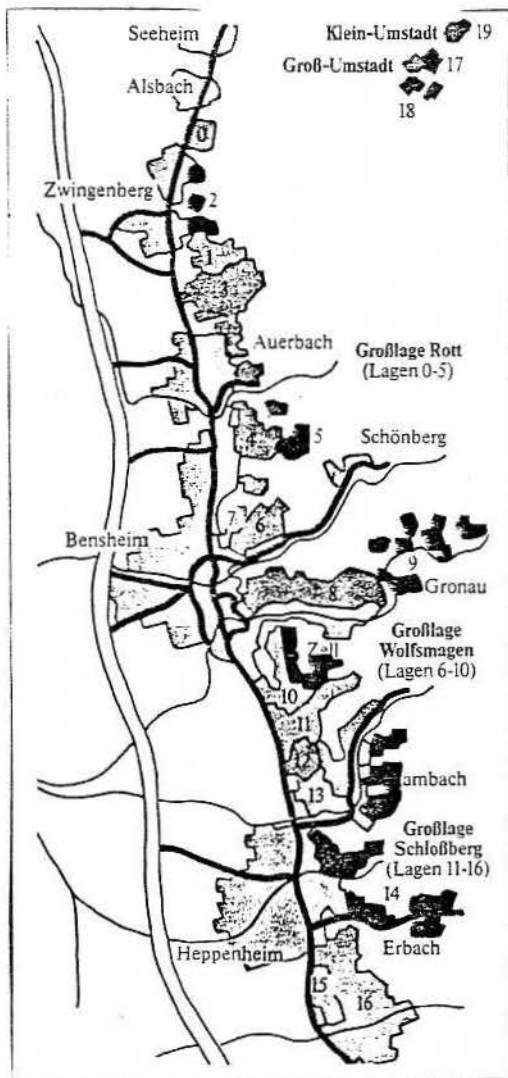 Seeheim
Klein-Umstadt 19
Groß-Umstadt 17
Alsbach
18
0
Zwingenberg
2
1
3
Auerbach
Großlage Rott
(Lagen 0-5)
4
5
Schönberg
7
6
Bensheim
9
8
Gronau
Großlage
Wolfsmagen
(Lagen 6-10)
Zell
10
11
12
13
ambach
Großlage
Schloßberg
(Lagen 11-16)
14
Erbach
Heppenheim
15
16